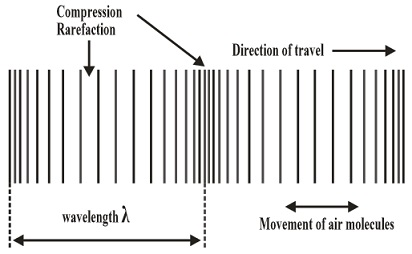 Compression
Rarefaction
Direction of travel
wavelength λ
Movement of air molecules